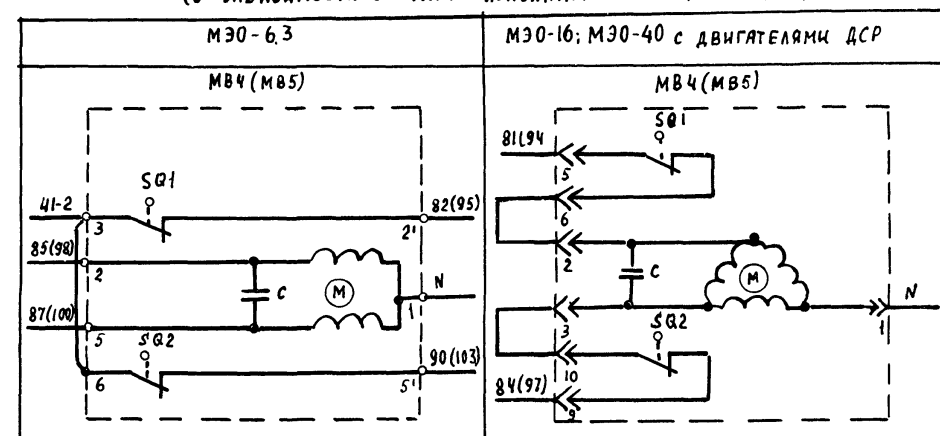 МЭО-6,3
МЭО-16; МЭО-40 с ДВИГАТЕЛЯМИ ДСР
МВ4(МВ5)
SQ1
41-2
3
82(95)
2'
85(98)
2
C
M
N
1
87(100)
5
SQ2
6
90(103)
5'
МВ4(МВ5)
SQ1
81(94
5
6
2
C
M
N
1
3
SQ2
10
84(97)
9